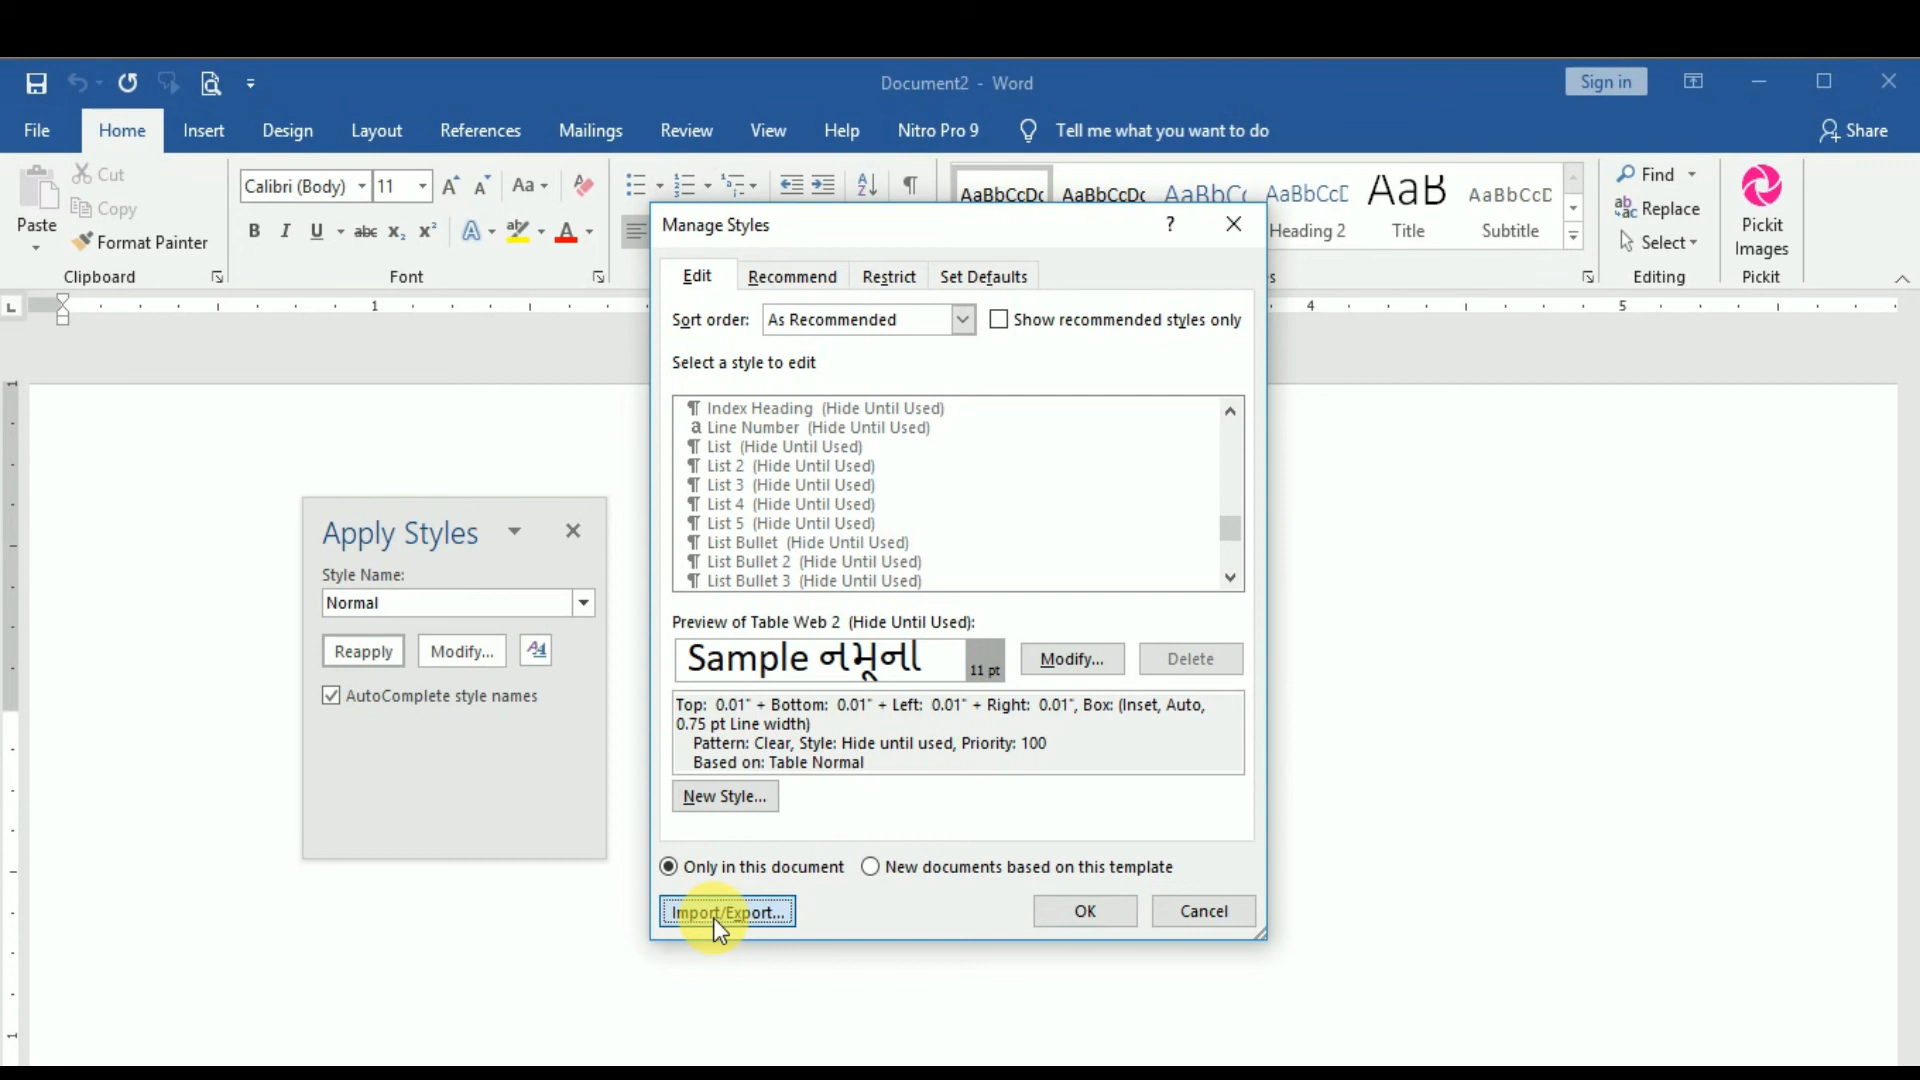 Document2 - Word
Sign in
File Home Insert Design Layout References Mailings Review View Help Nitro Pro 9 Tell me what you want to do Share
Paste
Cut
Copy
Format Painter
Clipboard
Calibri (Body) 11
Font
AaBbCcDc AaBbCcDc AaBbC AaBbCcC AaB AaBbCcC
Heading 2 Title Subtitle
Find
Replace
Select
Editing
Pickit
Images
Pickit
1 4 5
Manage Styles
Edit Recommend Restrict Set Defaults
Sort order: As Recommended Show recommended styles only
Select a style to edit
¶ Index Heading (Hide Until Used)
a Line Number (Hide Until Used)
¶ List (Hide Until Used)
¶ List 2 (Hide Until Used)
¶ List 3 (Hide Until Used)
¶ List 4 (Hide Until Used)
¶ List 5 (Hide Until Used)
¶ List Bullet (Hide Until Used)
¶ List Bullet 2 (Hide Until Used)
¶ List Bullet 3 (Hide Until Used)
Preview of Table Web 2 (Hide Until Used):
Sample નમૂના 11 pt
Modify... Delete
Top: 0.01" + Bottom: 0.01" + Left: 0.01" + Right: 0.01", Box: (Inset, Auto,
0.75 pt Line width)
Pattern: Clear, Style: Hide until used, Priority: 100
Based on: Table Normal
New Style...
Only in this document New documents based on this template
Import/Export... OK Cancel
Apply Styles
Style Name:
Normal
Reapply Modify...
AutoComplete style names